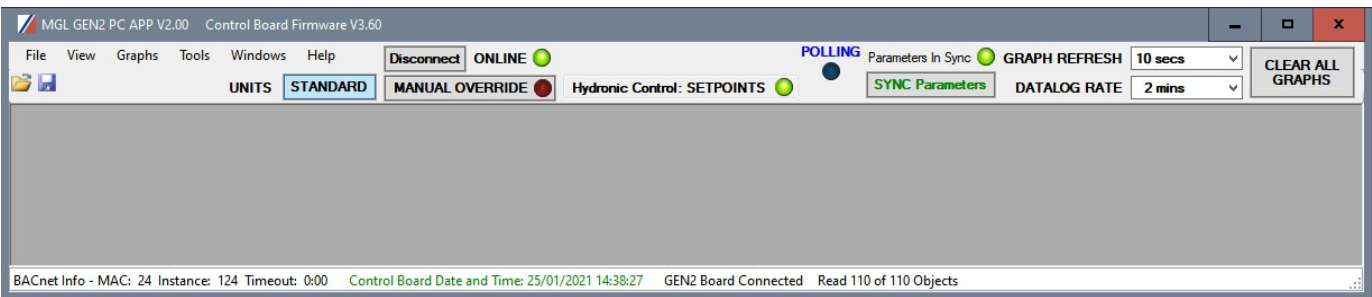 MGL GEN2 PC APP V2.00 Control Board Firmware V3.60
File View Graphs Tools Windows Help Disconnect ONLINE POLLING Parameters In Sync GRAPH REFRESH 10 secs CLEAR ALL GRAPHS
UNITS STANDARD MANUAL OVERRIDE Hydronic Control: SETPOINTS SYNC Parameters DATALOG RATE 2 mins
BACnet Info - MAC: 24 Instance: 124 Timeout: 0:00 Control Board Date and Time: 25/01/2021 14:38:27 GEN2 Board Connected Read 110 of 110 Objects